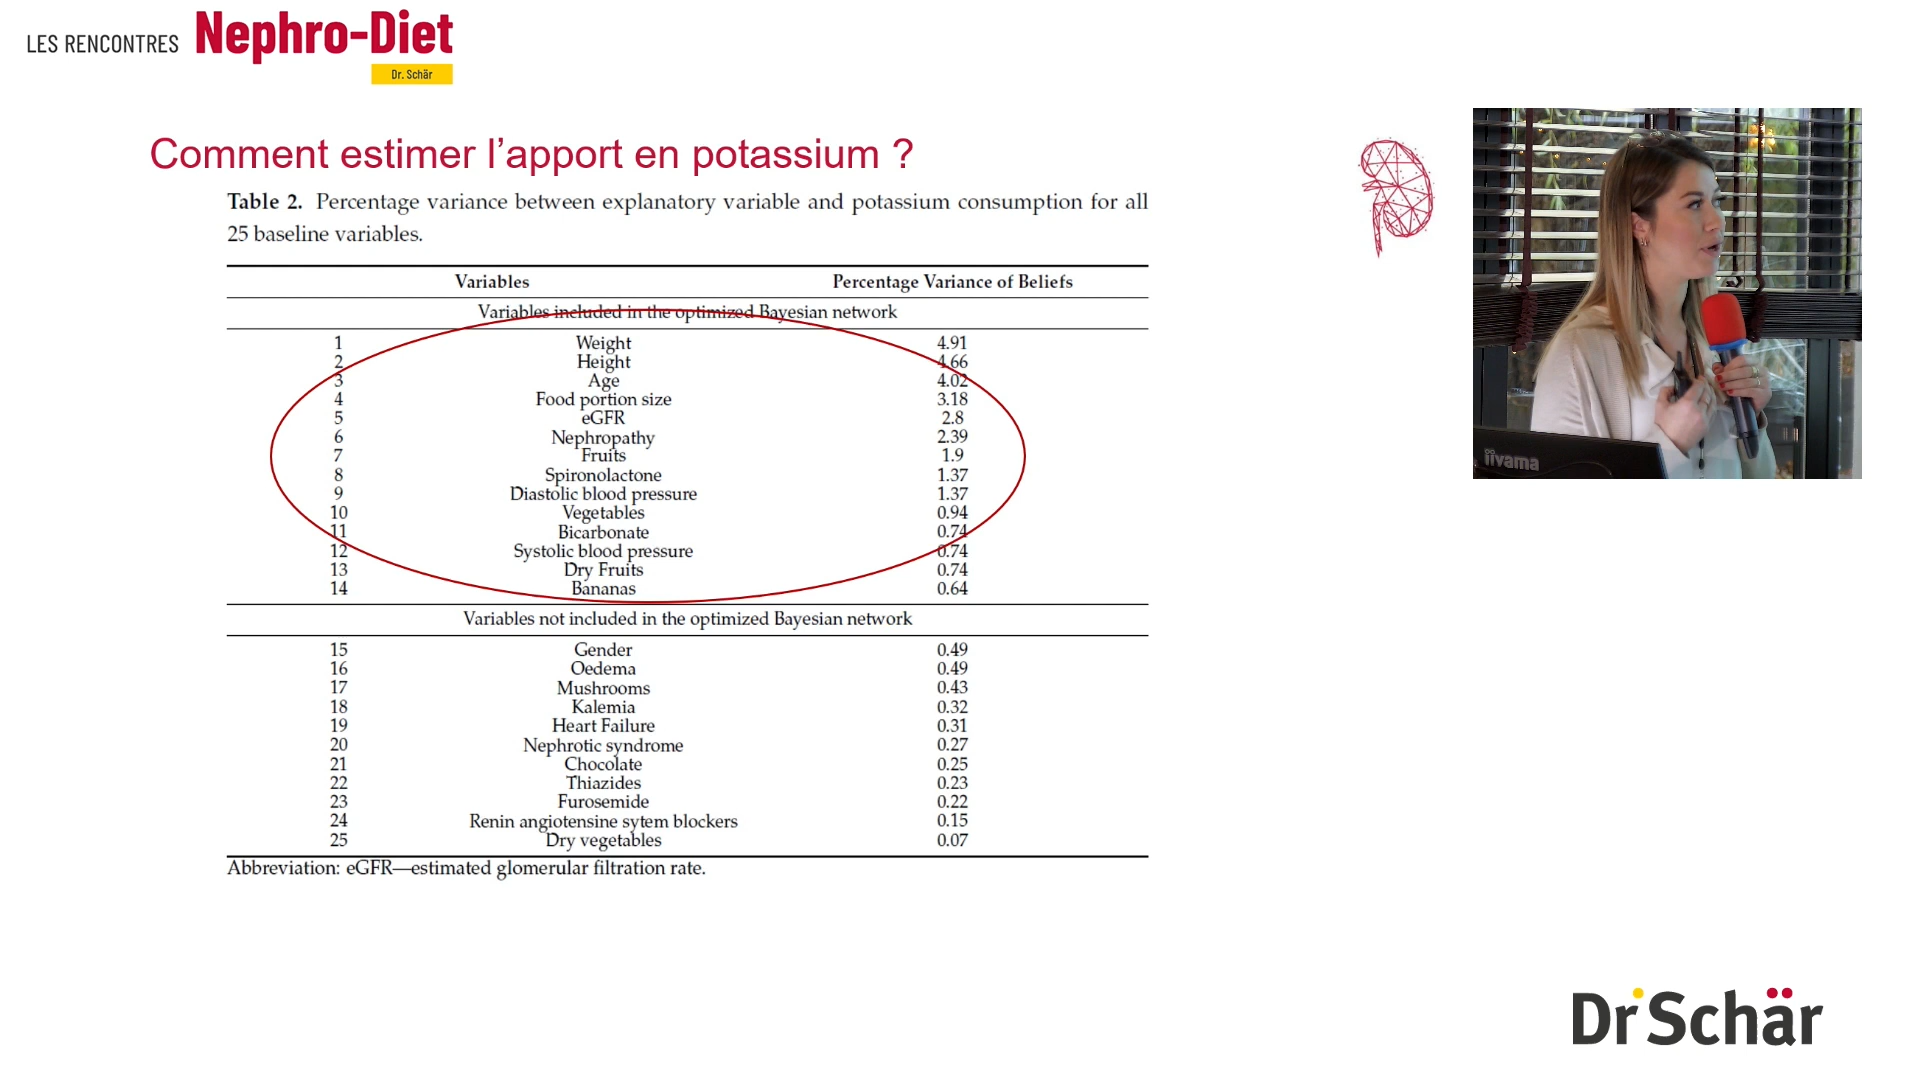 LES RENCONTRES Nephro-Diet
Dr. Schär
Comment estimer l’apport en potassium ?
Table 2. Percentage variance between explanatory variable and potassium consumption for all
25 baseline variables.
Variables Percentage Variance of Beliefs
Variables included in the optimized Bayesian network
1 Weight 4.91
2 Height 4.66
3 Age 4.02
4 Food portion size 3.18
5 eGFR 2.8
6 Nephropathy 2.39
7 Fruits 1.9
8 Spironolactone 1.37
9 Diastolic blood pressure 1.37
10 Vegetables 0.94
11 Bicarbonate 0.74
12 Systolic blood pressure 0.74
13 Dry Fruits 0.74
14 Bananas 0.64
Variables not included in the optimized Bayesian network
15 Gender 0.49
16 Oedema 0.49
17 Mushrooms 0.43
18 Kalemia 0.32
19 Heart Failure 0.31
20 Nephrotic syndrome 0.27
21 Chocolate 0.25
22 Thiazides 0.23
23 Furosemide 0.22
24 Renin angiotensine sytem blockers 0.15
25 Dry vegetables 0.07
Abbreviation: eGFR—estimated glomerular filtration rate.
iiyama
Dr Schär